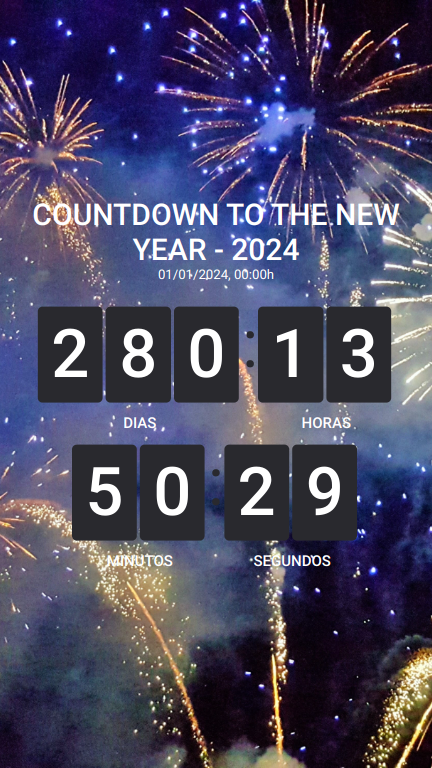 COUNTDOWN TO THE NEW
YEAR - 2024
01/01/2024, 00:00h
280:13
DIAS HORAS
50:29
MINUTOS SEGUNDOS